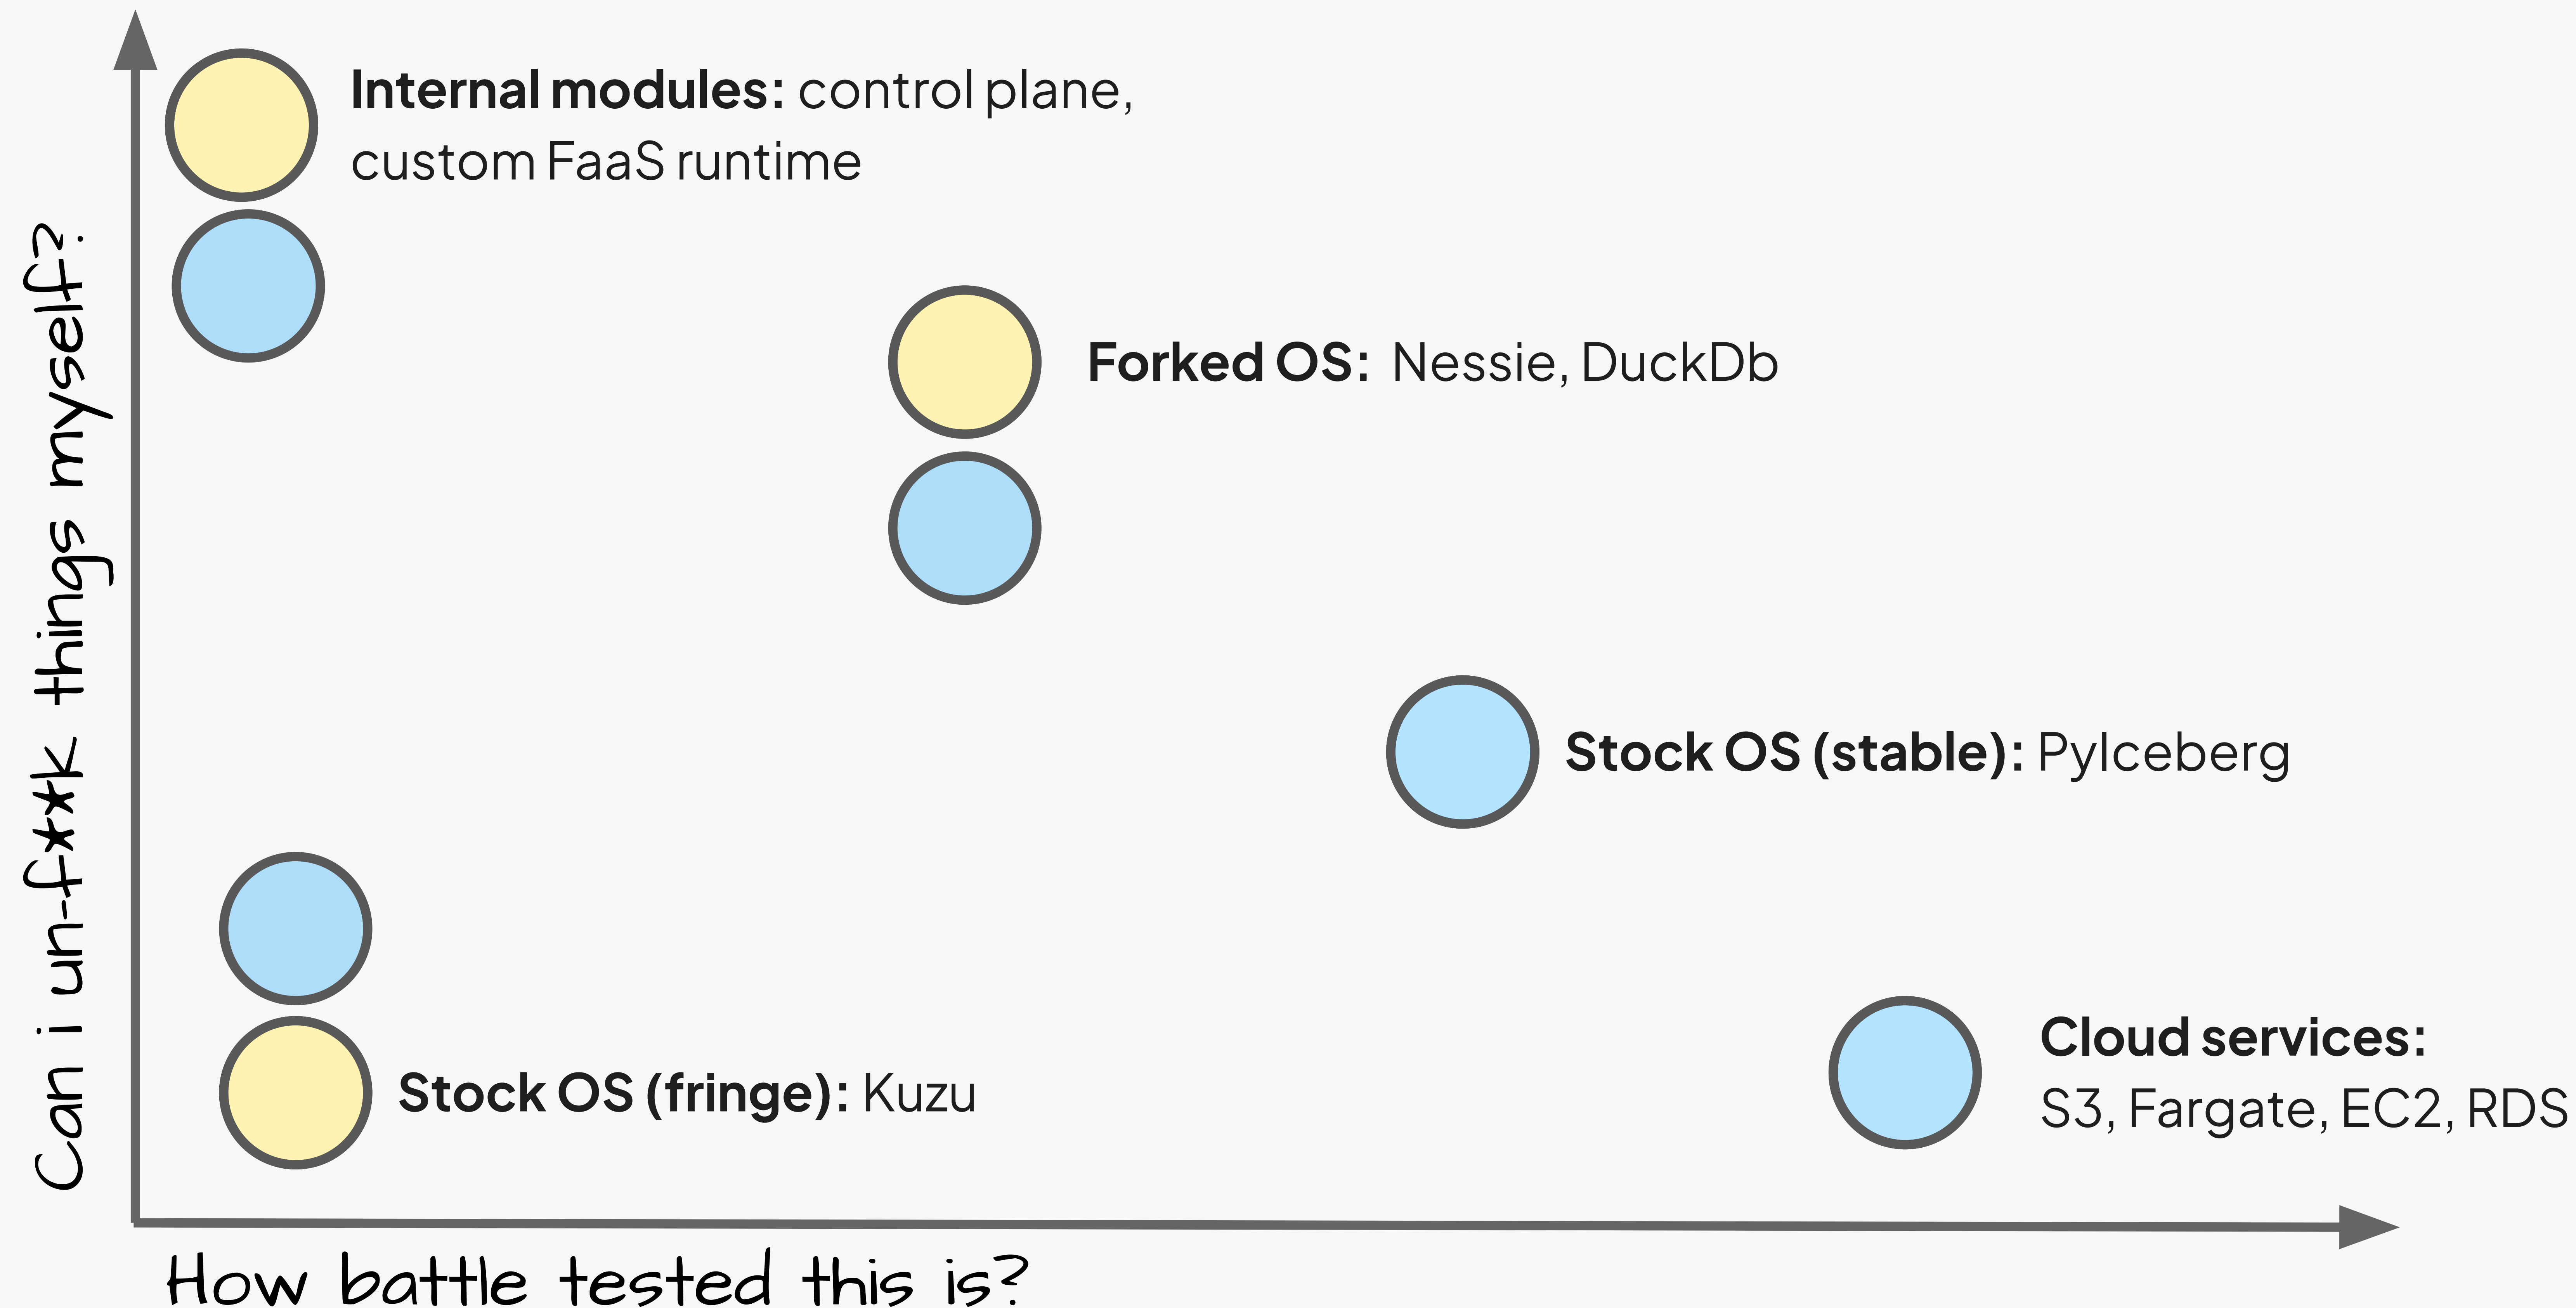 Internal modules: control plane,
custom FaaS runtime
Can i un-f**k things myself?
Forked OS: Nessie, DuckDb
Stock OS (stable): PyIceberg
Cloud services:
S3, Fargate, EC2, RDS
Stock OS (fringe): Kuzu
How battle tested this is?